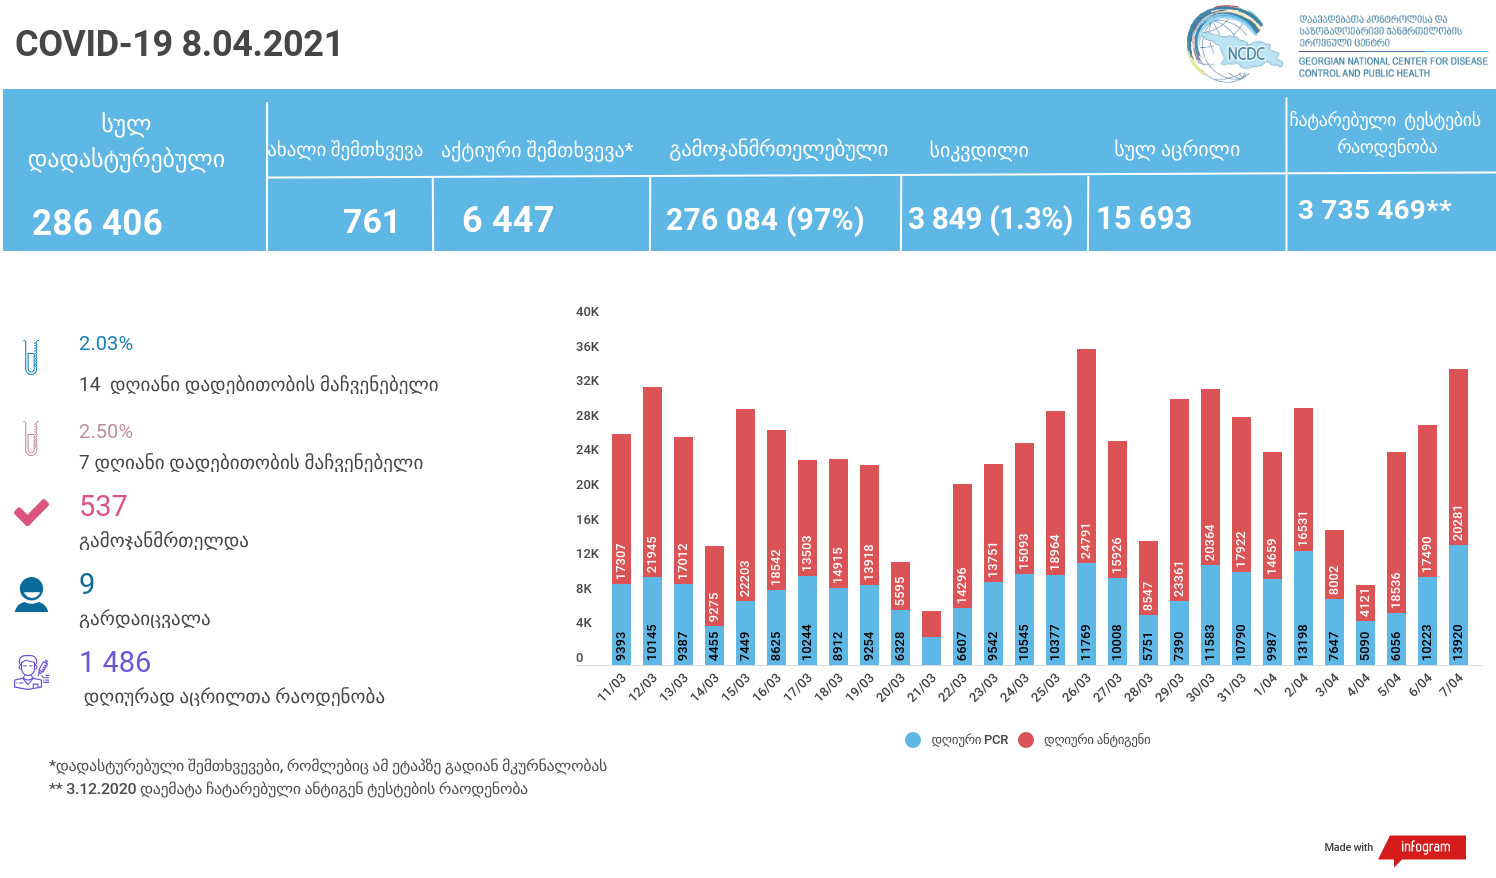 COVID-19 8.04.2021
დაავადებათა კონტროლისა და
საზოგადოებრივი ჯანმრთელობის
ეროვნული ცენტრი
NCDC
GEORGIAN NATIONAL CENTER FOR DISEASE
CONTROL AND PUBLIC HEALTH
სულ
დადასტურებული
286 406
ახალი შემთხვევა
761
აქტიური შემთხვევა*
6 447
გამოჯანმრთელებული
276 084 (97%)
სიკვდილი
3 849 (1.3%)
სულ აცრილი
15 693
ჩატარებული ტესტების
რაოდენობა
3 735 469**
2.03%
14 დღიანი დადებითობის მაჩვენებელი
2.50%
7 დღიანი დადებითობის მაჩვენებელი
537
გამოჯანმრთელდა
9
გარდაიცვალა
1 486
დღიურად აცრილთა რაოდენობა
40K
36K
32K
28K
24K
20K
16K
12K
8K
4K
0
17307 21945 17012 9275 22203 18542 13503 14915 13918 5595 14296 13751 15093 18964 24791 15926 8547 23361 20364 17922 14659 16531 8002 4121 18536 17490 20281
9393 10145 9387 4455 7449 8625 10244 8912 9254 6328 6607 9542 10545 10377 11769 10008 5751 7390 11583 10790 9987 13198 7647 5090 6056 10223 13920
11/03 12/03 13/03 14/03 15/03 16/03 17/03 18/03 19/03 20/03 21/03 22/03 23/03 24/03 25/03 26/03 27/03 28/03 29/03 30/03 31/03 1/04 2/04 3/04 4/04 5/04 6/04 7/04
დღიური PCR დღიური ანტიგენი
*დადასტურებული შემთხვევები, რომლებიც ამ ეტაპზე გადიან მკურნალობას
** 3.12.2020 დაემატა ჩატარებული ანტიგენ ტესტების რაოდენობა
Made with infogram